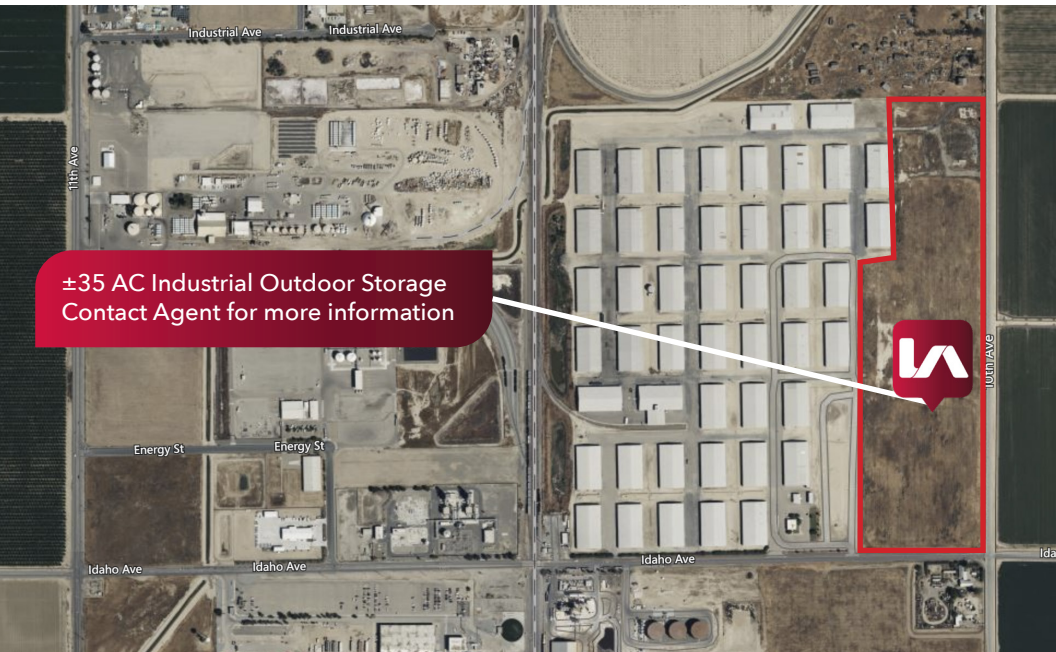 Industrial Ave
Industrial Ave
11th Ave
±35 AC Industrial Outdoor Storage
Contact Agent for more information
10th Ave
Energy St
Energy St
Idaho Ave
Idaho Ave
Idaho Ave
Ida